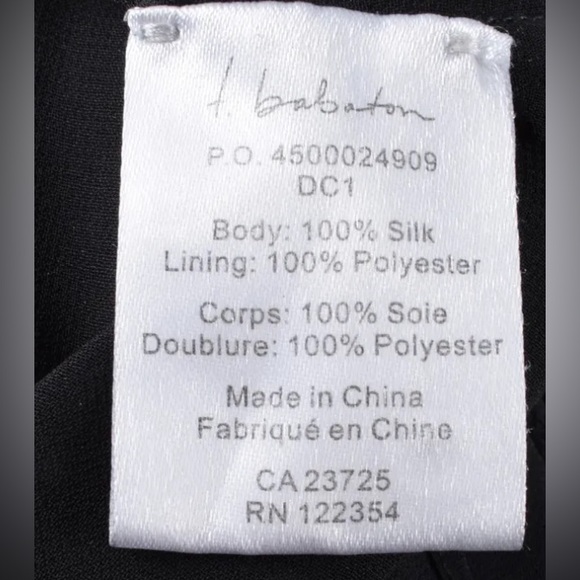 t. babaton
P.O. 4500024909
DC1
Body: 100% Silk
Lining: 100% Polyester
Corps: 100% Soie
Doublure: 100% Polyester
Made in China
Fabriqué en Chine
CA 23725
RN 122354